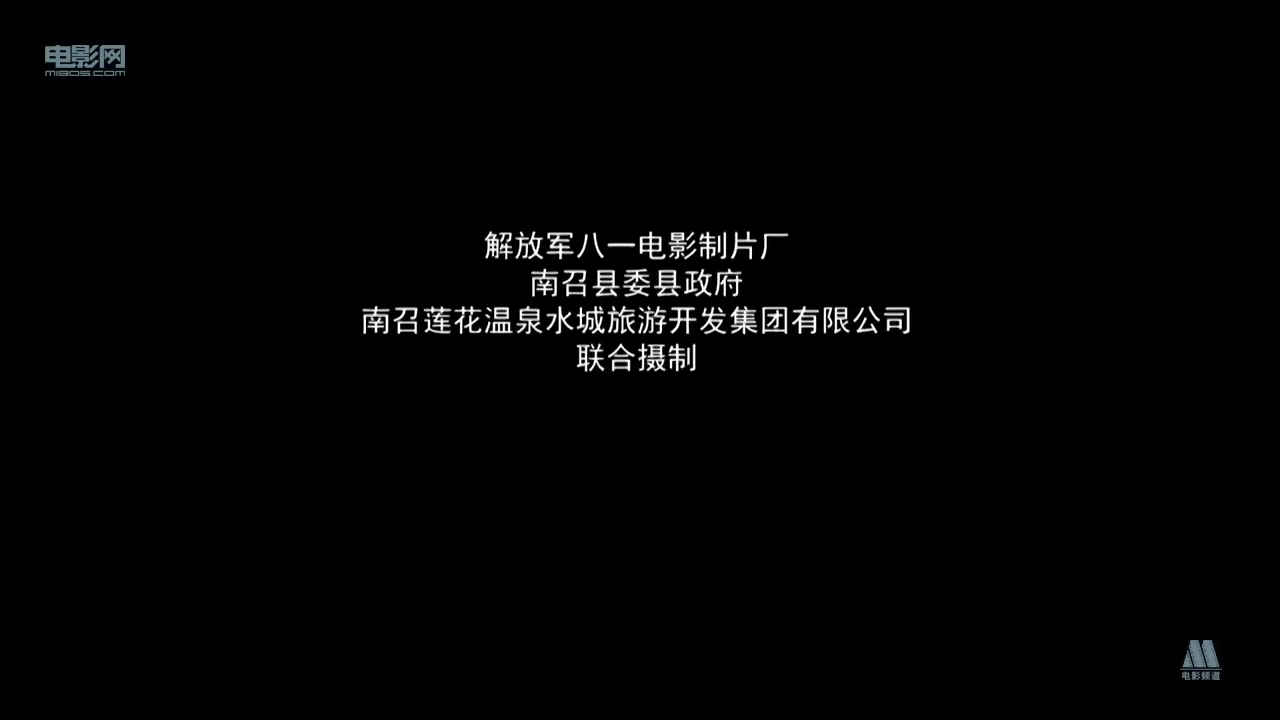 电影网
m1905.com
解放军八一电影制片厂
南召县委县政府
南召莲花温泉水城旅游开发集团有限公司
联合摄制
电影频道